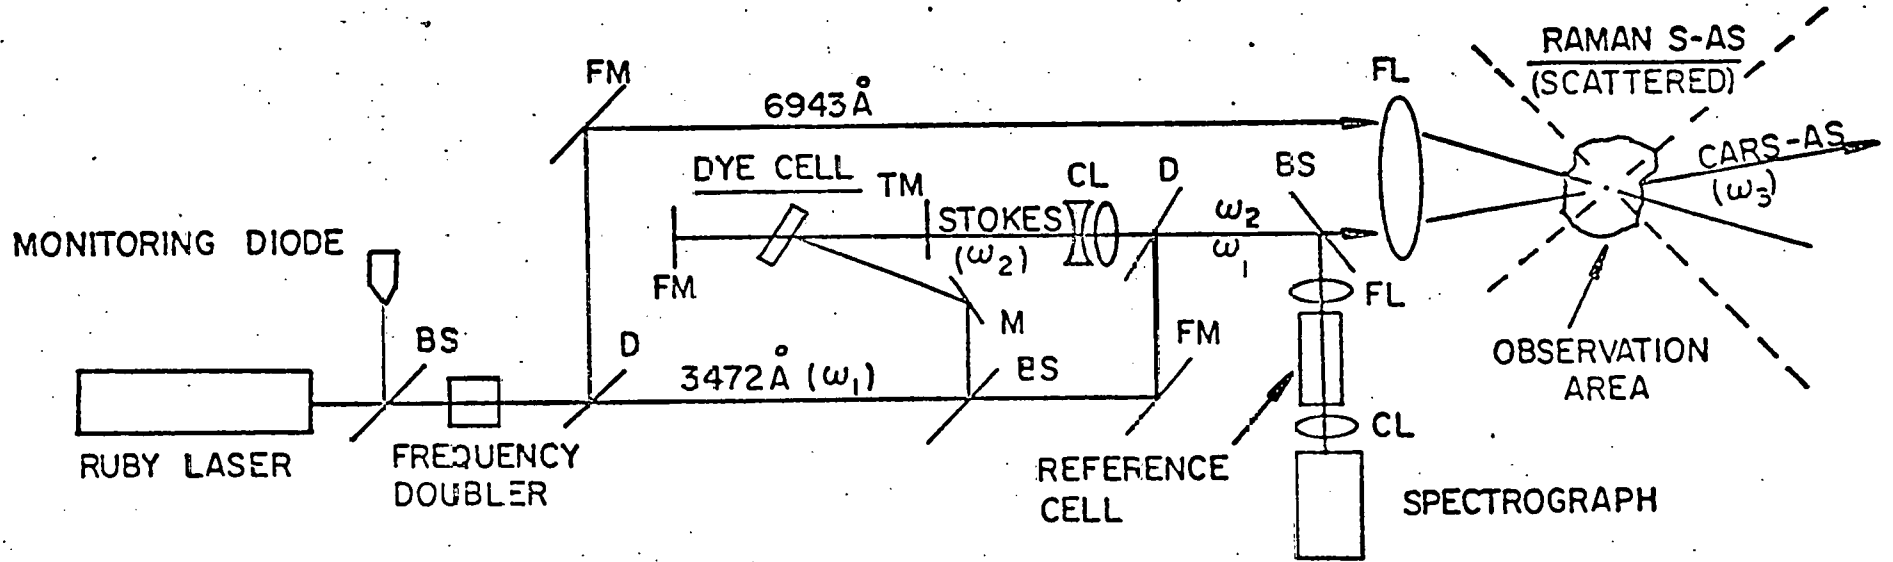 RAMAN S-AS
(SCATTERED)
FM
6943Å
FL
DYE CELL
TM
CL
D
BS
CARS-AS
(ω₃)
STOKES
(ω₂)
ω₂
ω₁
MONITORING DIODE
FM
M
FL
FM
BS
D
3472Å (ω₁)
BS
OBSERVATION
AREA
RUBY LASER
FREQUENCY
DOUBLER
REFERENCE
CELL
CL
SPECTROGRAPH